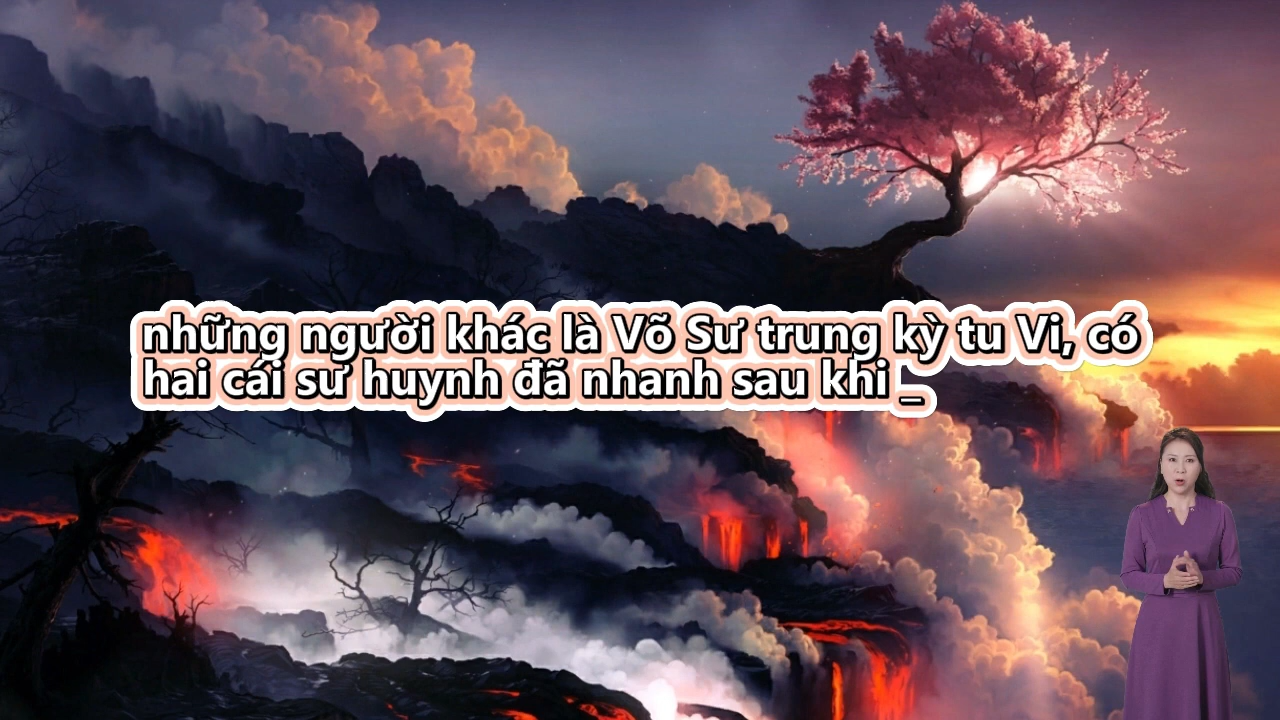 những người khác là Võ Sư trung kỳ tu Vi, có
hai cái sư huynh đã nhanh sau khi _